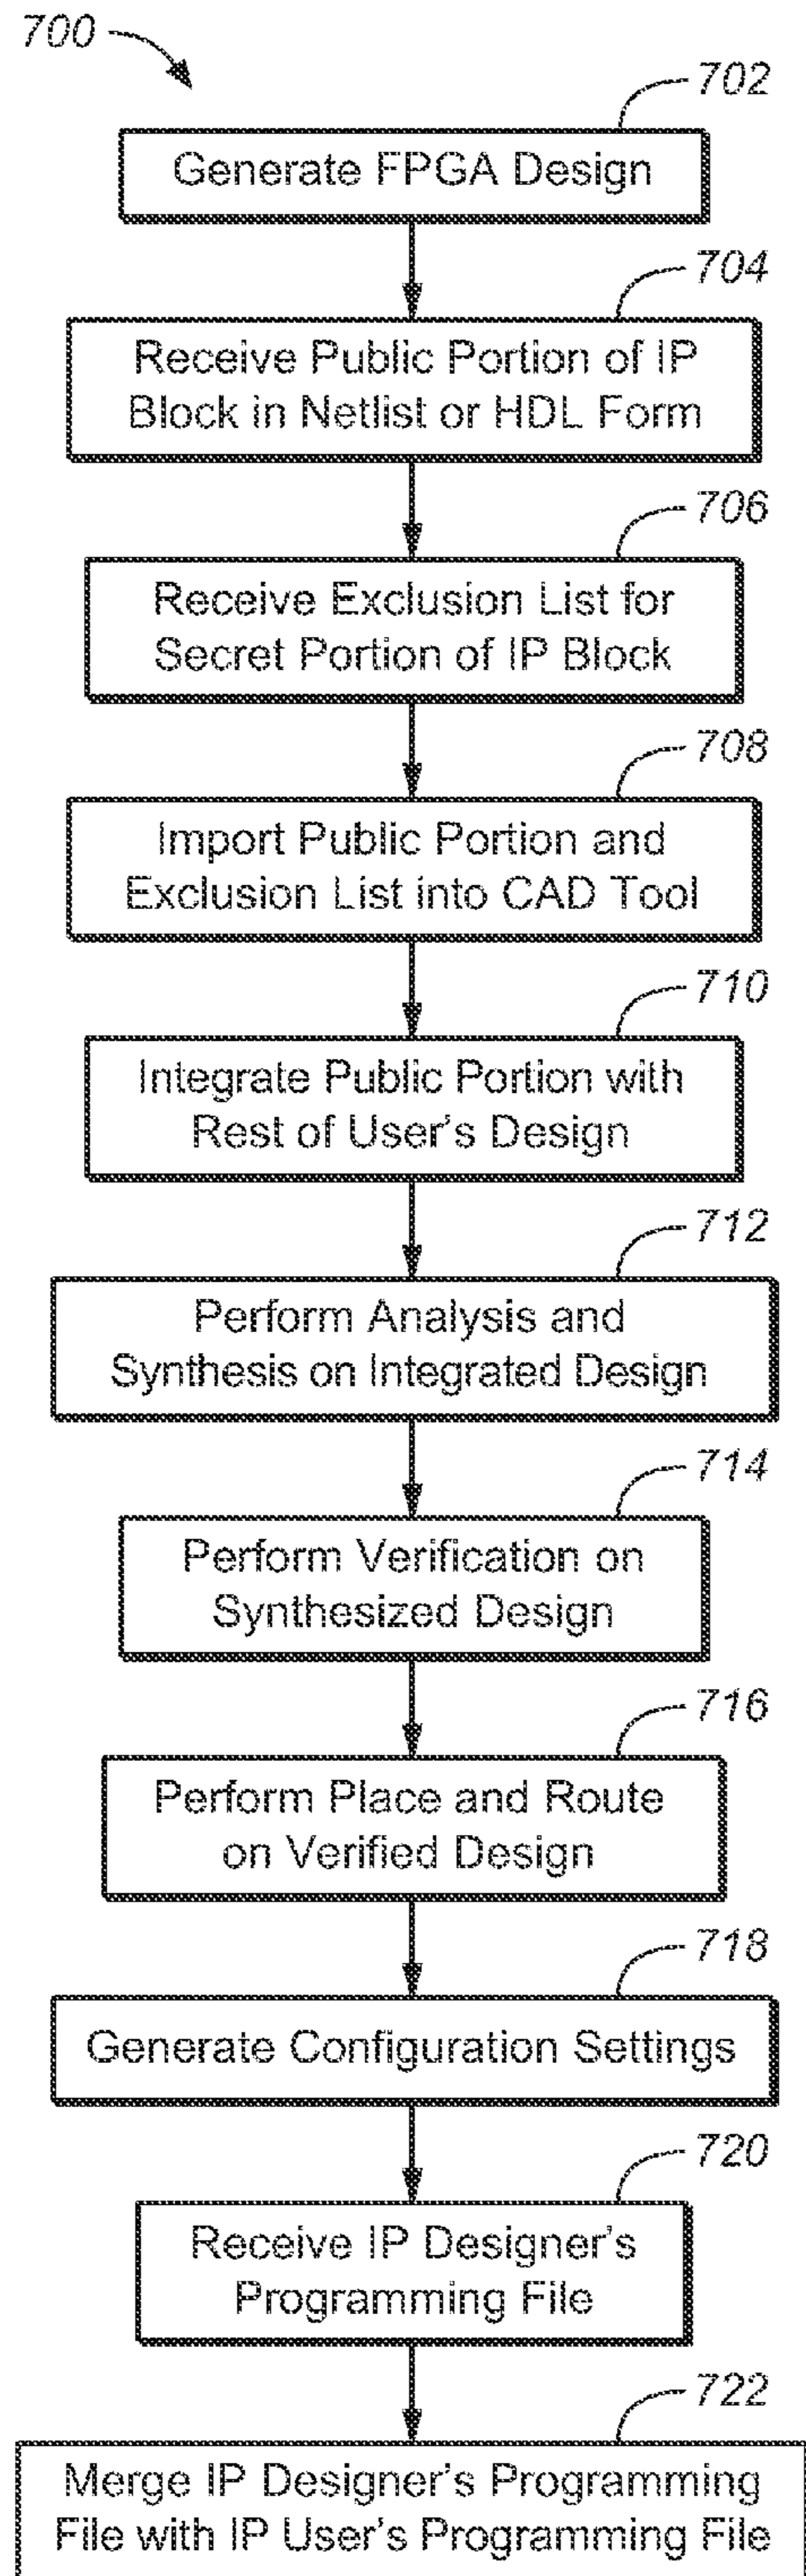 700
702
Generate FPGA Design
704
Receive Public Portion of IP
Block in Netlist or HDL Form
706
Receive Exclusion List for
Secret Portion of IP Block
708
Import Public Portion and
Exclusion List into CAD Tool
710
Integrate Public Portion with
Rest of User's Design
712
Perform Analysis and
Synthesis on Integrated Design
714
Perform Verification on
Synthesized Design
716
Perform Place and Route
on Verified Design
718
Generate Configuration Settings
720
Receive IP Designer's
Programming File
722
Merge IP Designer's Programming
File with IP User's Programming File